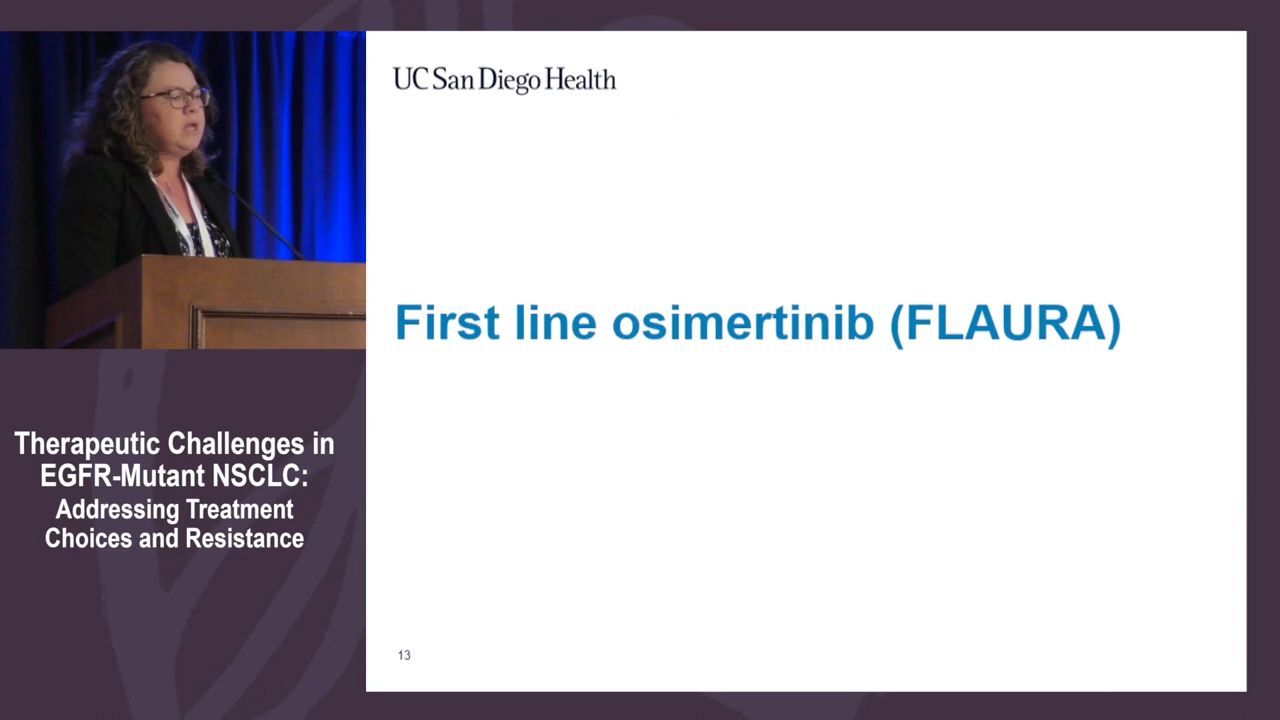 UC San Diego Health
First line osimertinib (FLAURA)
Therapeutic Challenges in
EGFR-Mutant NSCLC:
Addressing Treatment
Choices and Resistance
13